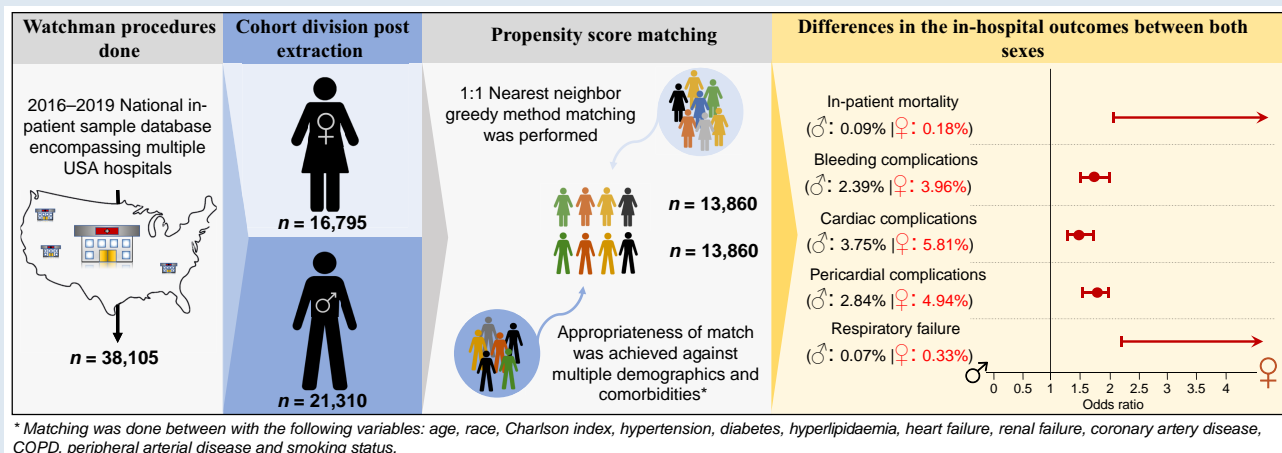 Watchman procedures
done
2016–2019 National in-
patient sample database
encompassing multiple
USA hospitals
n = 38,105
Cohort division post
extraction
n = 16,795
n = 21,310
Propensity score matching
1:1 Nearest neighbor
greedy method matching
was performed
n = 13,860
n = 13,860
Appropriateness of match
was achieved against
multiple demographics and
comorbidities*
Differences in the in-hospital outcomes between both
sexes
In-patient mortality
(♂: 0.09% |♀: 0.18%)
Bleeding complications
(♂: 2.39% |♀: 3.96%)
Cardiac complications
(♂: 3.75% |♀: 5.81%)
Pericardial complications
(♂: 2.84% |♀: 4.94%)
Respiratory failure
(♂: 0.07% |♀: 0.33%)
♂ 0 0.5 1 1.5 2 2.5 3 3.5 4 ♀
Odds ratio
* Matching was done between with the following variables: age, race, Charlson index, hypertension, diabetes, hyperlipidaemia, heart failure, renal failure, coronary artery disease,
COPD, peripheral arterial disease and smoking status.